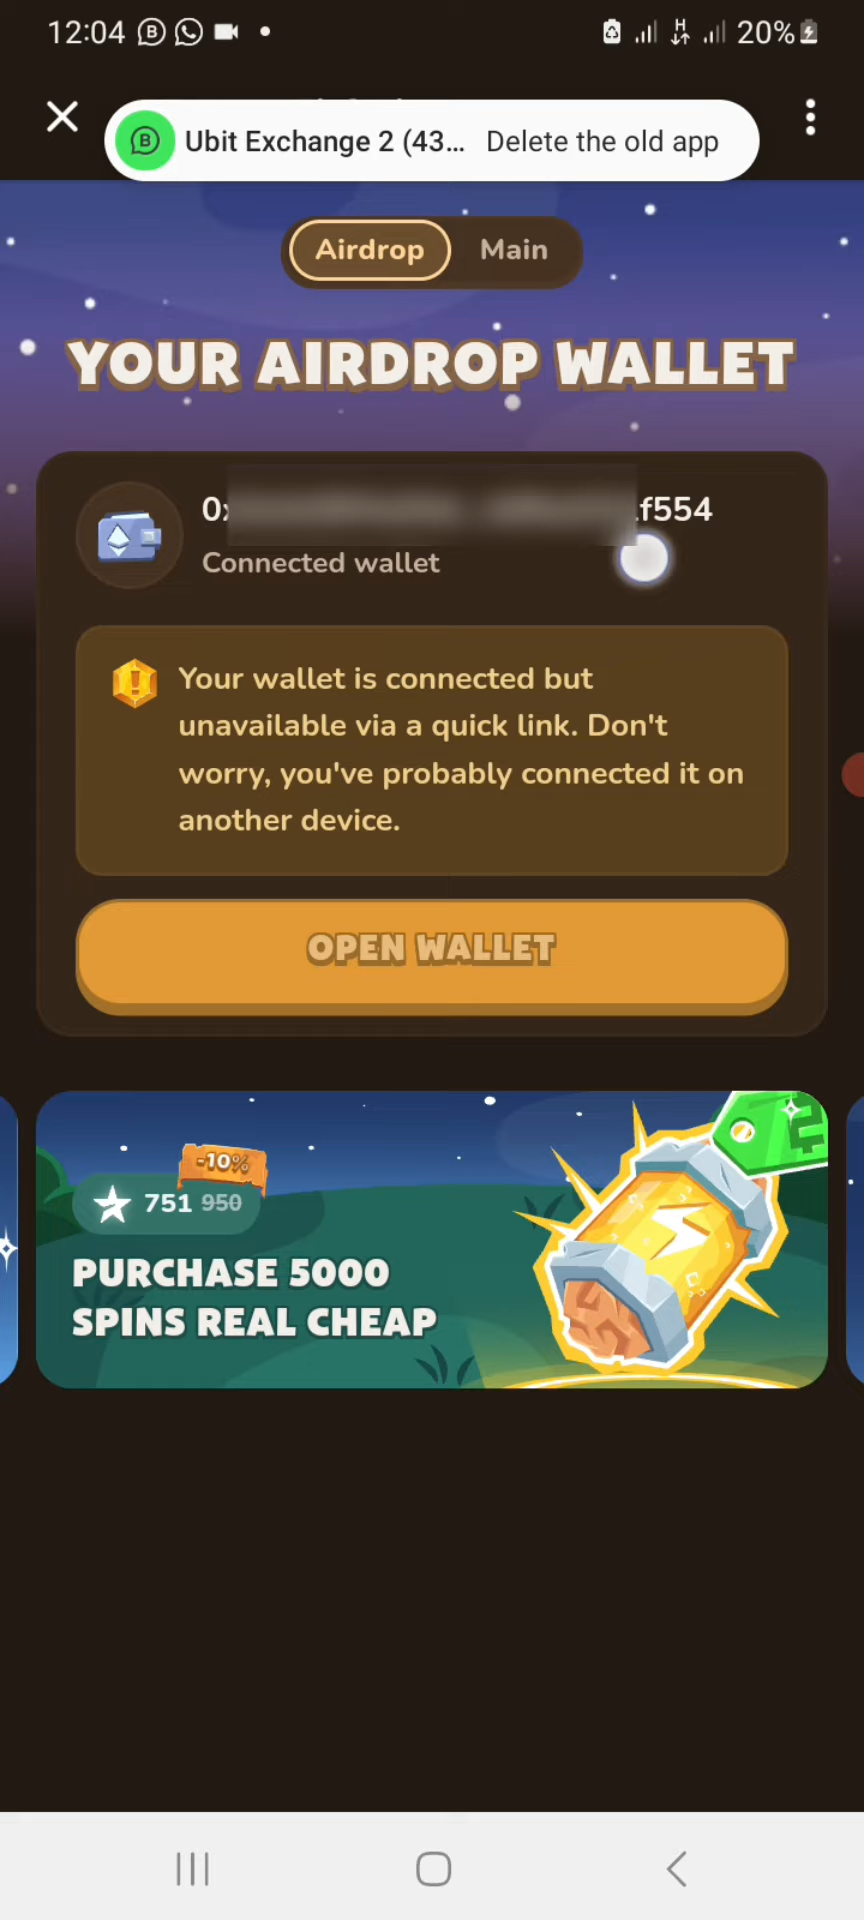 12:04
20%
Ubit Exchange 2 (43... Delete the old app
Airdrop Main
YOUR AIRDROP WALLET
0x
.f554
Connected wallet
Your wallet is connected but
unavailable via a quick link. Don't
worry, you've probably connected it on
another device.
OPEN WALLET
-10%
751 950
PURCHASE 5000
SPINS REAL CHEAP